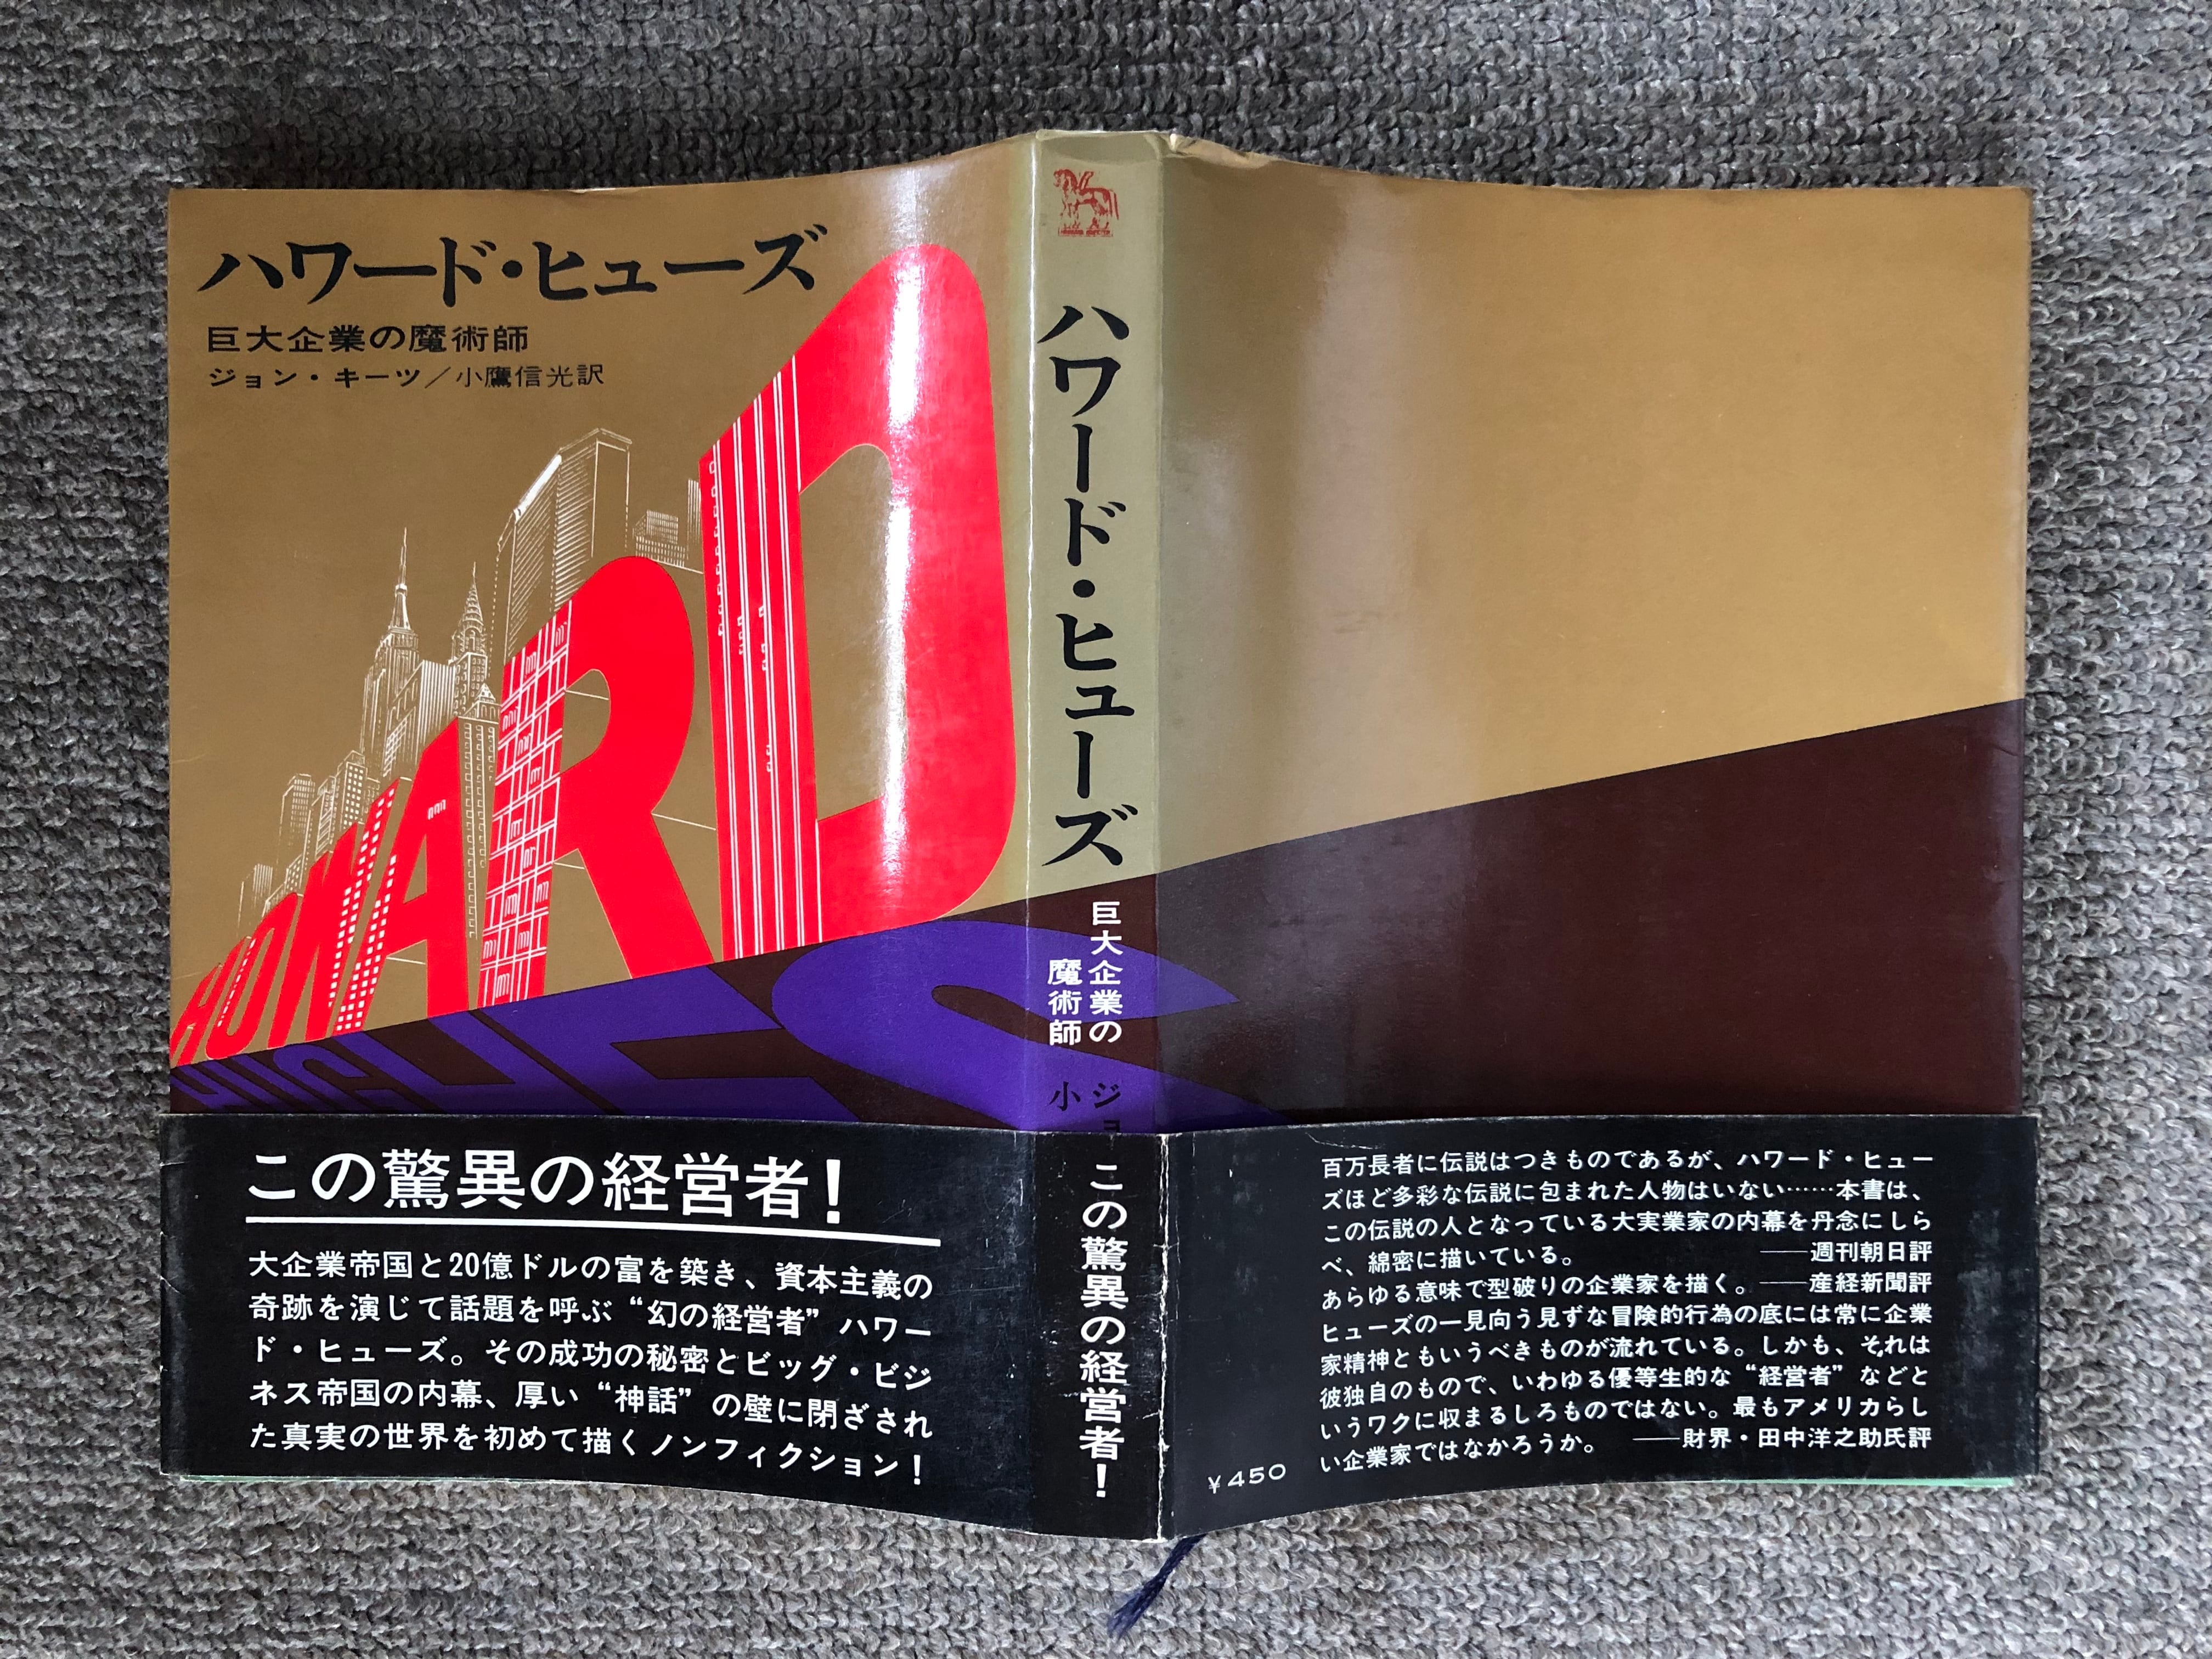 ハワード・ヒューズ
巨大企業の魔術師
ジョン・キーツ／小鷹信光訳
HOWARD
HUGHES
この驚異の経営者！
大企業帝国と20億ドルの富を築き、資本主義の
奇跡を演じて話題を呼ぶ“幻の経営者”ハワー
ド・ヒューズ。その成功の秘密とビッグ・ビジ
ネス帝国の内幕、厚い“神話”の壁に閉ざされ
た真実の世界を初めて描くノンフィクション！
ハワード・ヒューズ
巨大企業の
魔術師
ジョ
小
この驚異の経営者！
百万長者に伝説はつきものであるが、ハワード・ヒュー
ズほど多彩な伝説に包まれた人物はいない……本書は、
この伝説の人となっている大実業家の内幕を丹念にしら
べ、綿密に描いている。 ――週刊朝日評
あらゆる意味で型破りの企業家を描く。――産経新聞評
ヒューズの一見向う見ずな冒険的行為の底には常に企業
家精神ともいうべきものが流れている。しかも、それは
彼独自のもので、いわゆる優等生的な“経営者”などと
いうワクに収まるしろものではない。最もアメリカらし
い企業家ではなかろうか。 ――財界・田中洋之助氏評
¥450